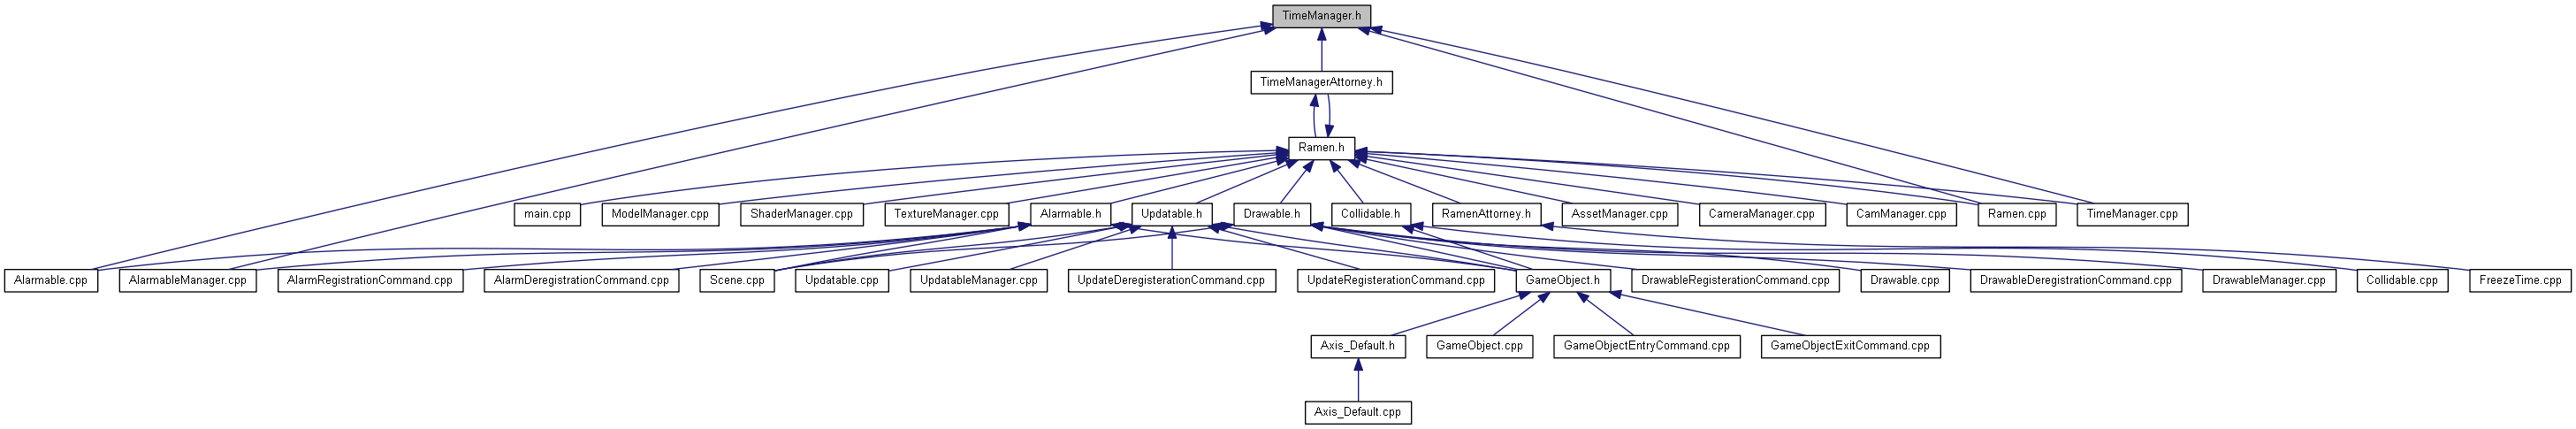 TimeManager.h
TimeManagerAttorney.h
Ramen.h
main.cpp
ModelManager.cpp
ShaderManager.cpp
TextureManager.cpp
Alarmable.h
Updatable.h
Drawable.h
Collidable.h
RamenAttorney.h
AssetManager.cpp
CameraManager.cpp
CamManager.cpp
Ramen.cpp
TimeManager.cpp
Alarmable.cpp
AlarmableManager.cpp
AlarmRegistrationCommand.cpp
AlarmDeregistrationCommand.cpp
Scene.cpp
Updatable.cpp
UpdatableManager.cpp
UpdateDeregisterationCommand.cpp
UpdateRegisterationCommand.cpp
GameObject.h
DrawableRegisterationCommand.cpp
Drawable.cpp
DrawableDeregistrationCommand.cpp
DrawableManager.cpp
Collidable.cpp
FreezeTime.cpp
Axis_Default.h
GameObject.cpp
GameObjectEntryCommand.cpp
GameObjectExitCommand.cpp
Axis_Default.cpp